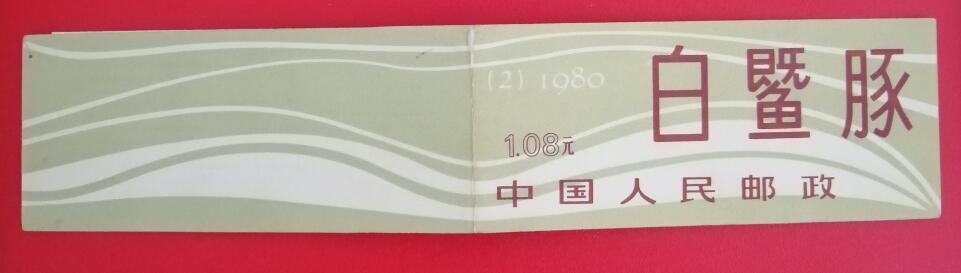 (2) 1980
白鱀豚
1.08元
中国人民邮政